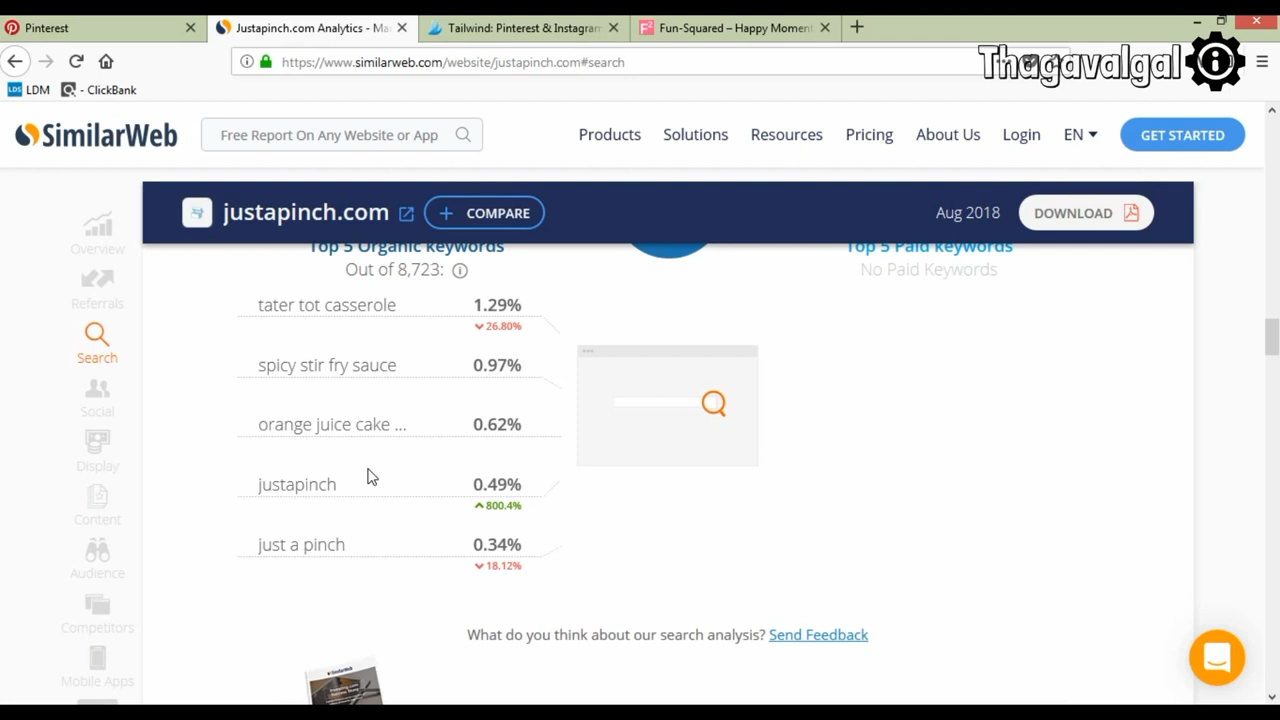 Pinterest
Justapinch.com Analytics - Ma
Tailwind: Pinterest & Instagram
Fun-Squared – Happy Moment
https://www.similarweb.com/website/justapinch.com#search
Thagavalgal
LDM
- ClickBank
SimilarWeb
Free Report On Any Website or App
Products
Solutions
Resources
Pricing
About Us
Login
EN
GET STARTED
justapinch.com
COMPARE
Aug 2018
DOWNLOAD
Overview
Referrals
Search
Social
Display
Content
Audience
Competitors
Mobile Apps
Top 5 Organic keywords
Out of 8,723:
Top 5 Paid keywords
No Paid Keywords
tater tot casserole 1.29%
26.80%
spicy stir fry sauce 0.97%
orange juice cake ... 0.62%
justapinch 0.49%
800.4%
just a pinch 0.34%
18.12%
What do you think about our search analysis? Send Feedback
SimilarWeb